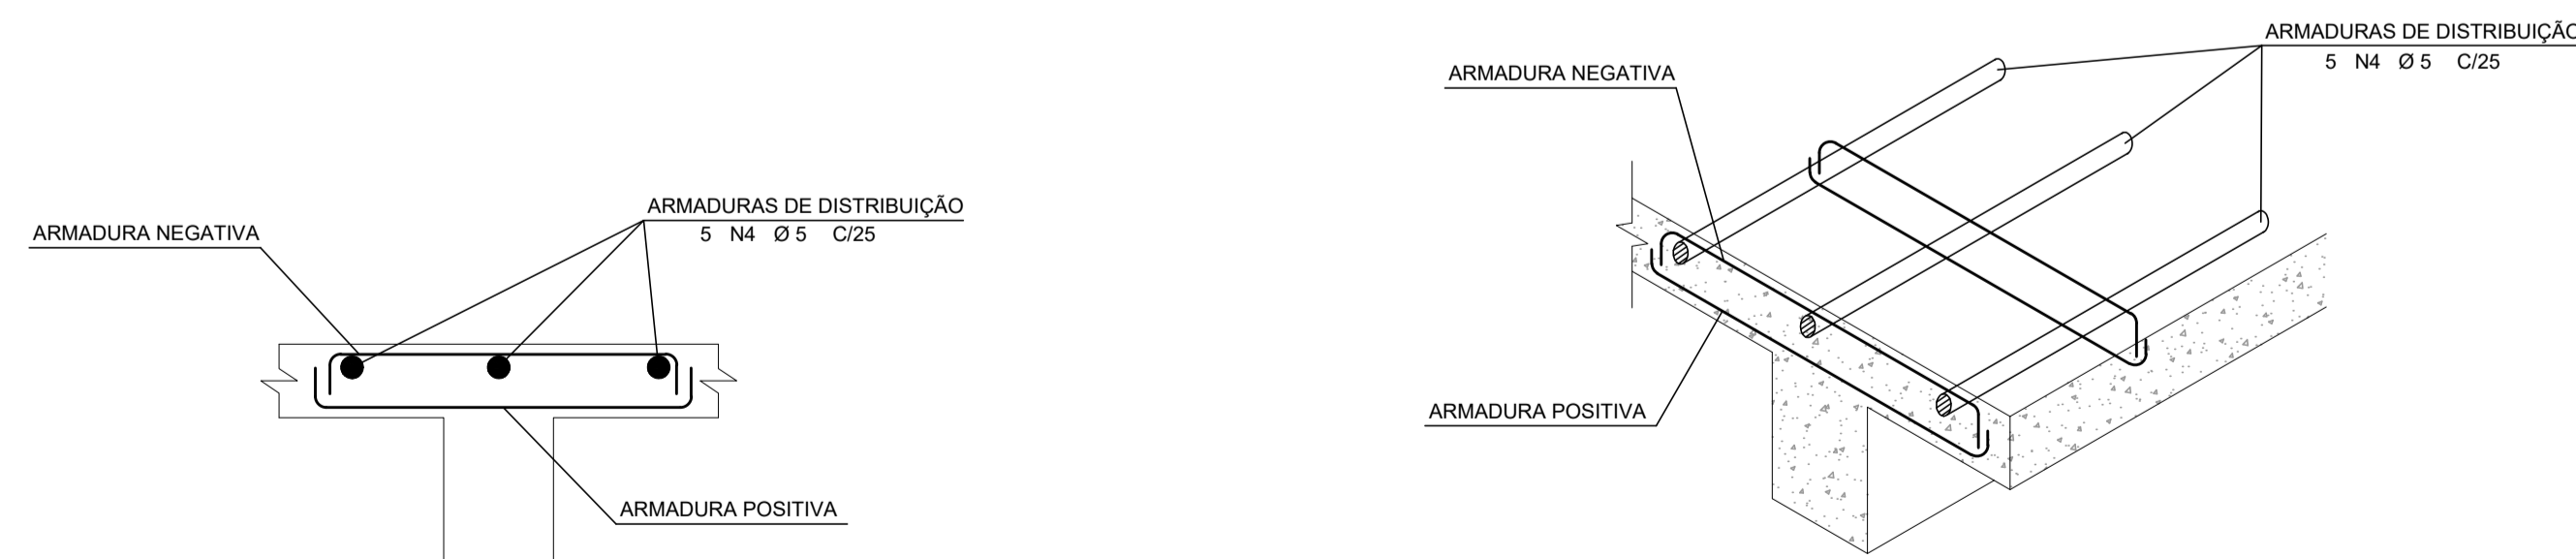 ARMADURA NEGATIVA
ARMADURAS DE DISTRIBUIÇÃO
5 N4 Ø 5 C/25
ARMADURA POSITIVA
ARMADURAS DE DISTRIBUIÇÃO
5 N4 Ø 5 C/25
ARMADURA NEGATIVA
ARMADURA POSITIVA